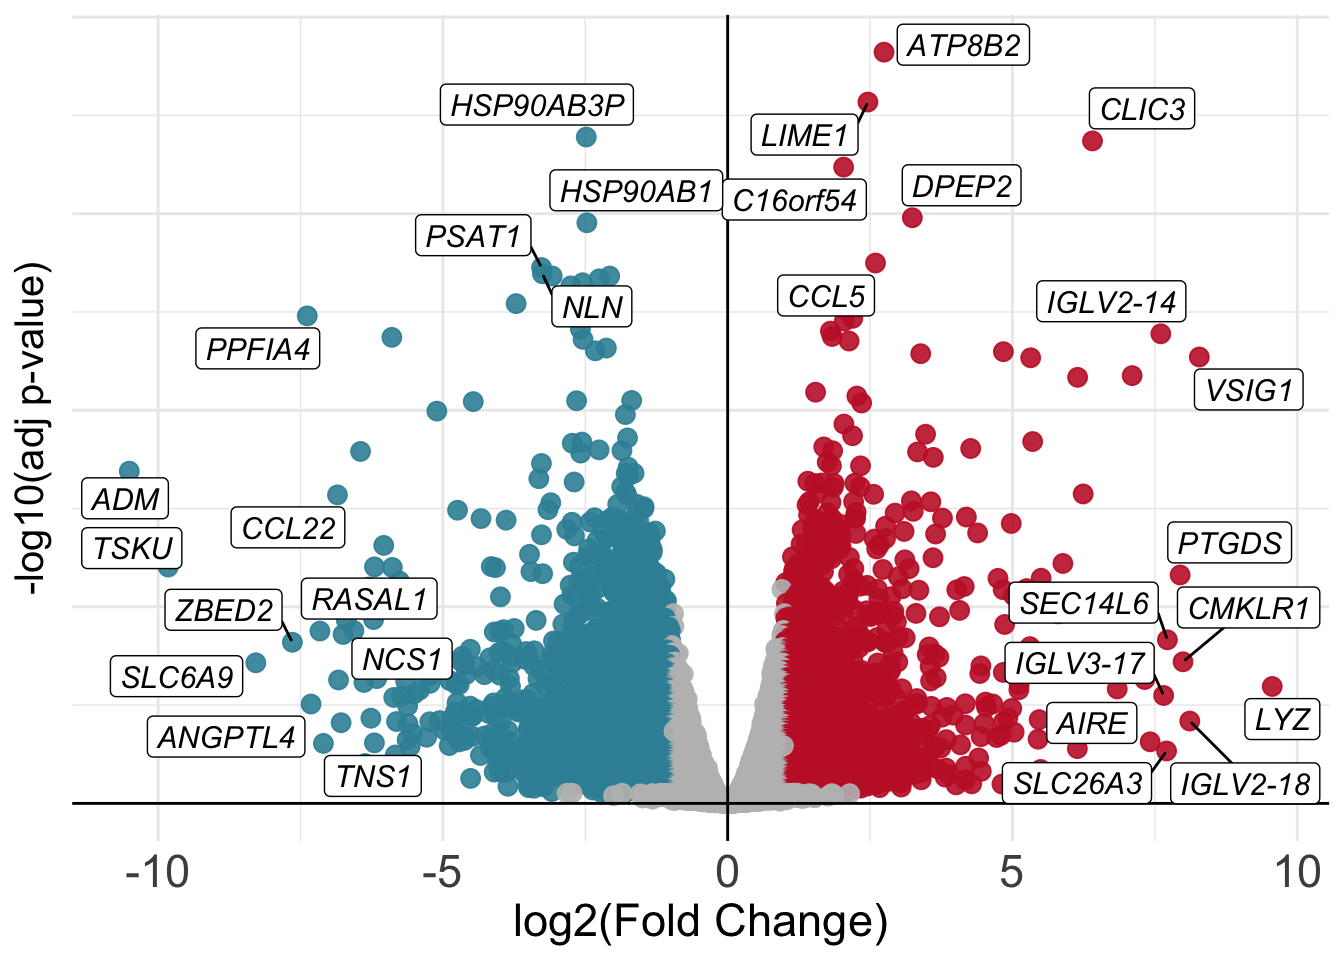 ATP8B2
HSP90AB3P
CLIC3
LIME1
HSP90AB1
C16orf54
DPEP2
PSAT1
CCL5
IGLV2-14
NLN
PPFIA4
VSIG1
ADM
CCL22
TSKU
PTGDS
RASAL1
SEC14L6
CMKLR1
ZBED2
NCS1
IGLV3-17
SLC6A9
ANGPTL4
AIRE
LYZ
TNS1
SLC26A3
IGLV2-18
-log10(adj p-value)
-10 -5 0 5 10
log2(Fold Change)